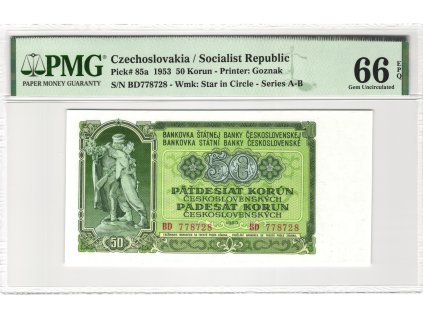 PMG
PAPER MONEY GUARANTY
Czechoslovakia / Socialist Republic
Pick# 85a 1953 50 Korun - Printer: Goznak
S/N BD778728 - Wmk: Star in Circle - Series A-B
66 EPQ
Gem Uncirculated
BANKOVKA ŠTÁTNEJ BANKY ČESKOSLOVENSKEJ
BANKOVKA STÁTNÍ BANKY ČESKOSLOVENSKÉ
50
PÄŤDESIAT KORÚN
ČESKOSLOVENSKÝCH
PADESÁT KORUN
ČESKOSLOVENSKÝCH
1953
BD 778728 BD 778728
50